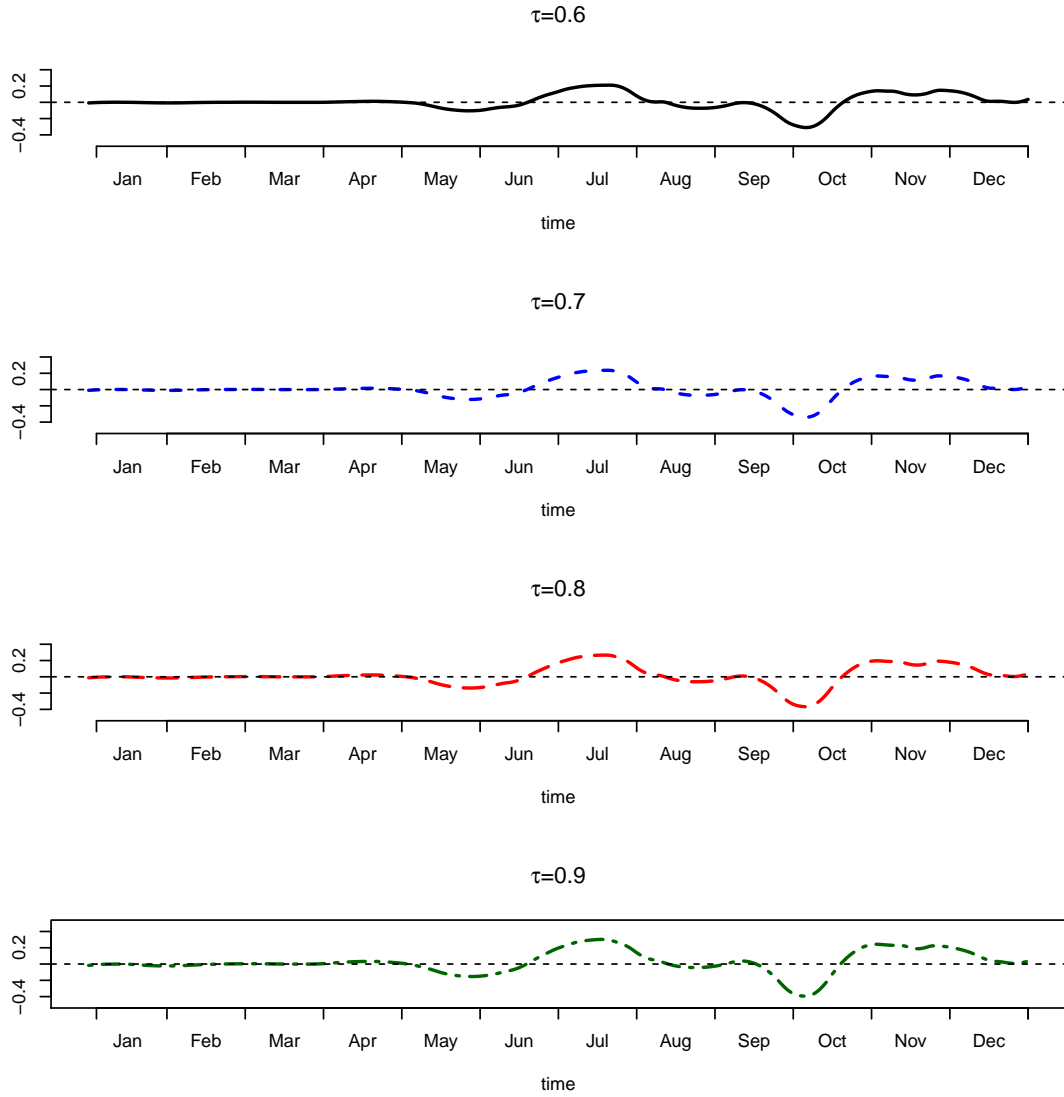 τ=0.6
0.2
−0.4
Jan Feb Mar Apr May Jun Jul Aug Sep Oct Nov Dec
time
τ=0.7
0.2
−0.4
Jan Feb Mar Apr May Jun Jul Aug Sep Oct Nov Dec
time
τ=0.8
0.2
−0.4
Jan Feb Mar Apr May Jun Jul Aug Sep Oct Nov Dec
time
τ=0.9
0.2
−0.4
Jan Feb Mar Apr May Jun Jul Aug Sep Oct Nov Dec
time